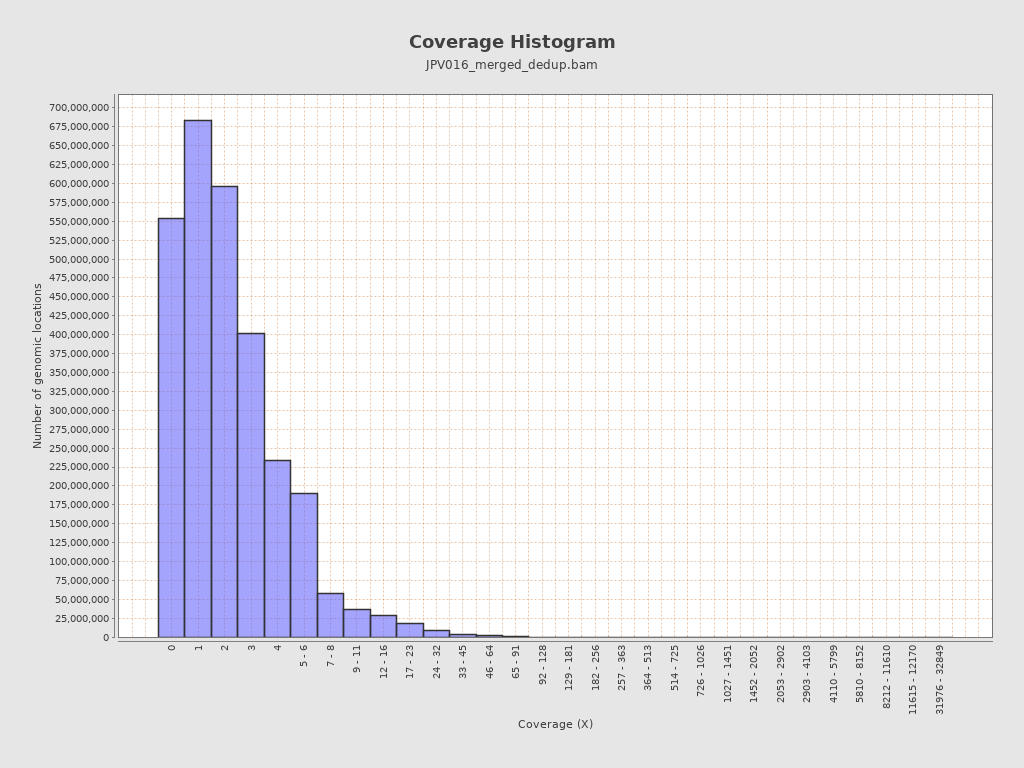 Coverage Histogram
JPV016_merged_dedup.bam
Number of genomic locations
700,000,000
675,000,000
650,000,000
625,000,000
600,000,000
575,000,000
550,000,000
525,000,000
500,000,000
475,000,000
450,000,000
425,000,000
400,000,000
375,000,000
350,000,000
325,000,000
300,000,000
275,000,000
250,000,000
225,000,000
200,000,000
175,000,000
150,000,000
125,000,000
100,000,000
75,000,000
50,000,000
25,000,000
0
0
1
2
3
4
5 - 6
7 - 8
9 - 11
12 - 16
17 - 23
24 - 32
33 - 45
46 - 64
65 - 91
92 - 128
129 - 181
182 - 256
257 - 363
364 - 513
514 - 725
726 - 1026
1027 - 1451
1452 - 2052
2053 - 2902
2903 - 4103
4110 - 5799
5810 - 8152
8212 - 11610
11615 - 12170
31976 - 32849
Coverage (X)